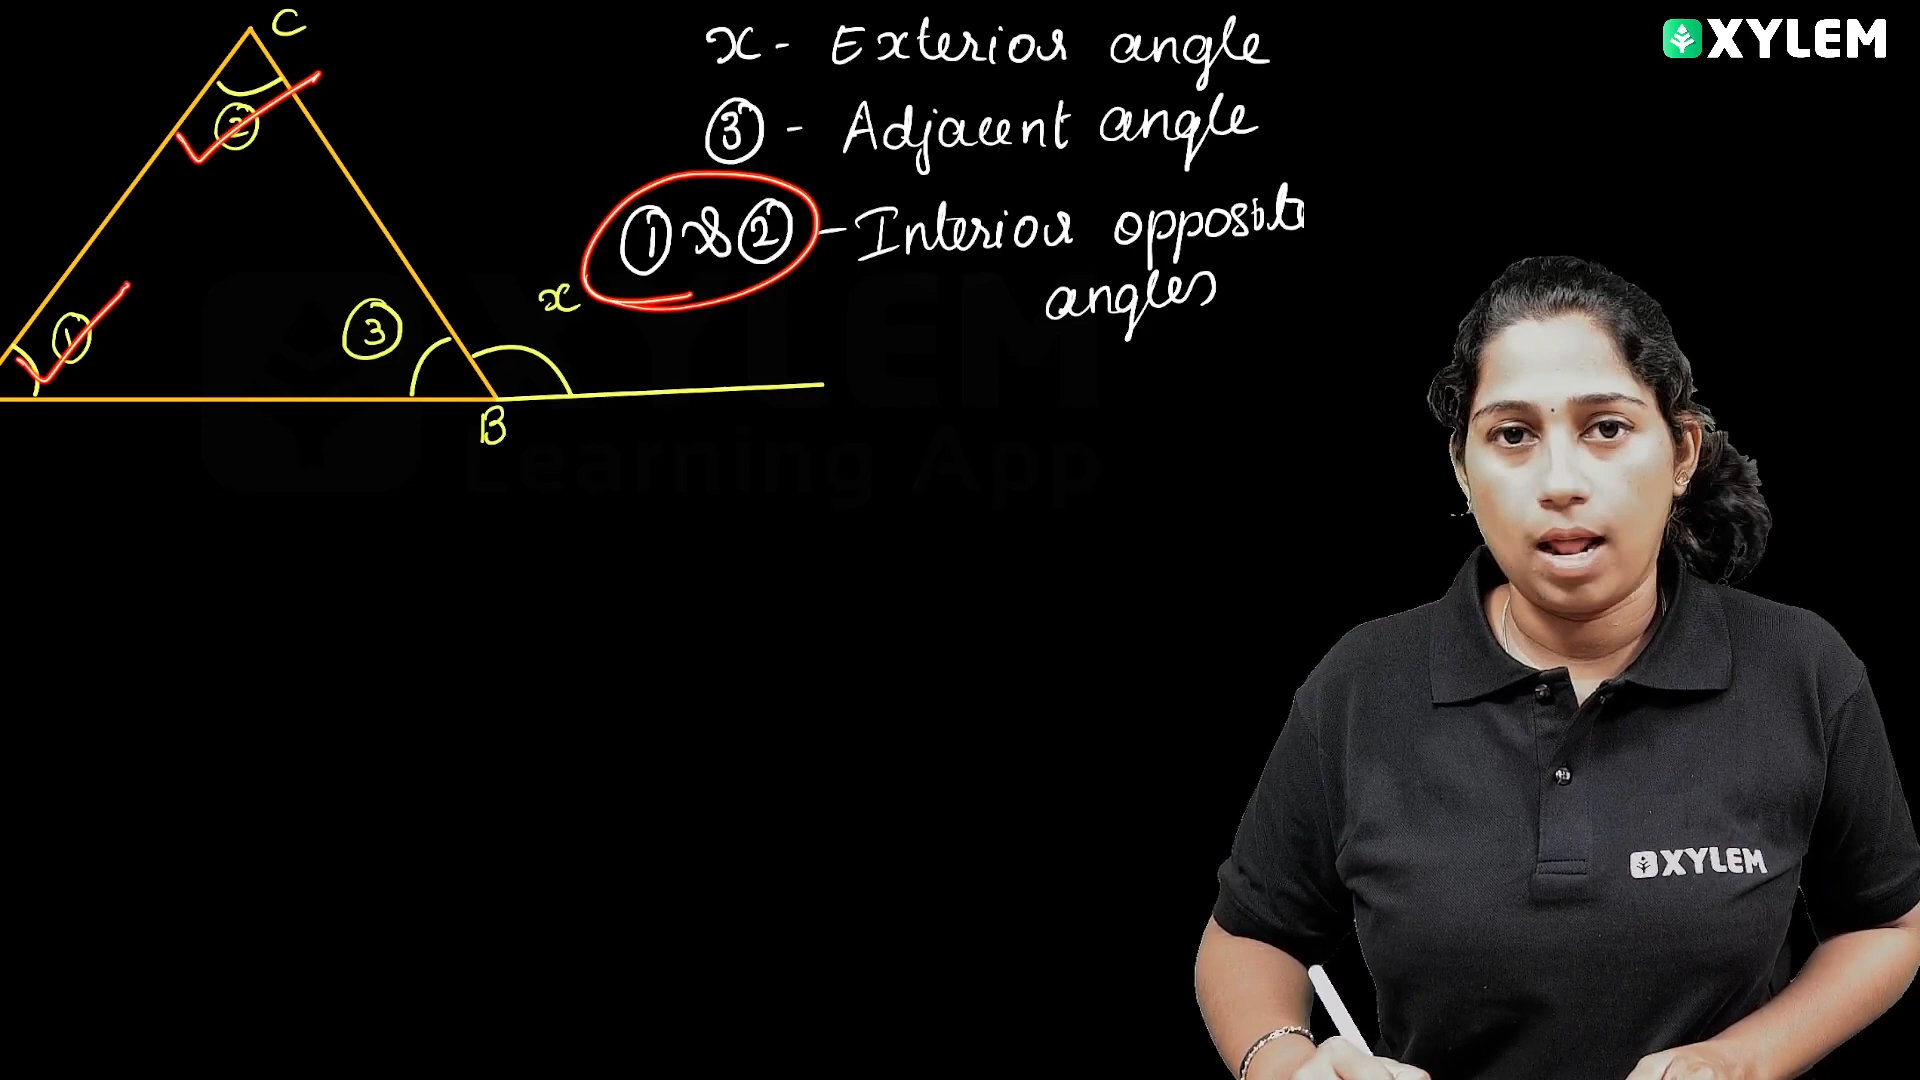 C
XYLEM
x - Exterior angle
② 
③ - Adjacent angle
① & ② - Interior opposite
angles
x
①
③
B
XYLEM
Learning App
XYLEM